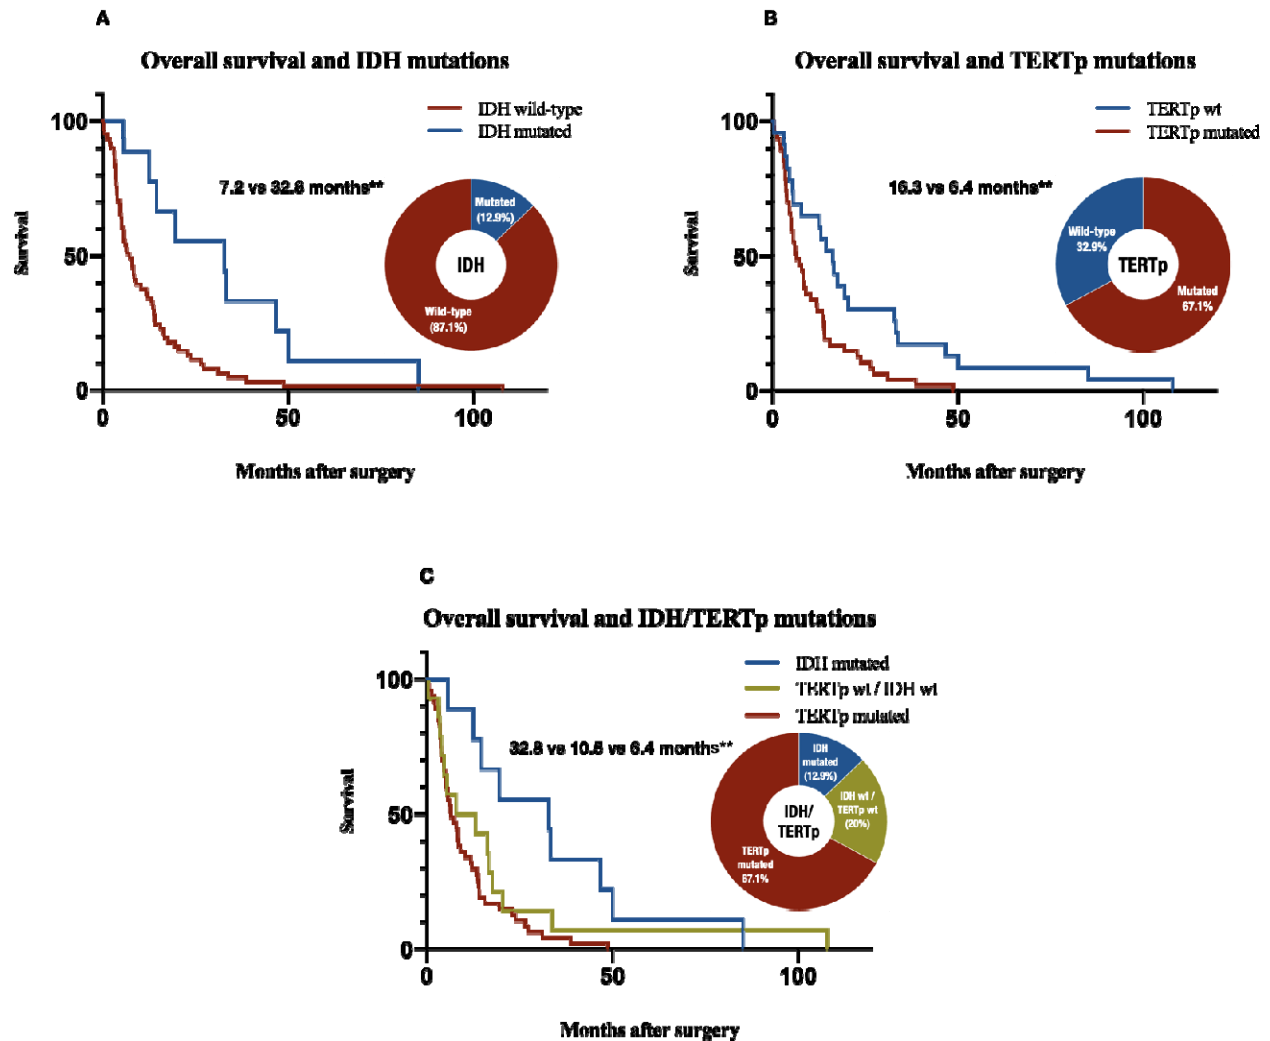 A
Overall survival and IDH mutations
IDH wild-type
IDH mutated
7.2 vs 32.8 months**
Mutated
(12.9%)
IDH
Wild-type
(87.1%)
Survival
100
50
0
0
50
100
Months after surgery
B
Overall survival and TERTp mutations
TERTp wt
TERTp mutated
16.3 vs 6.4 months**
Wild-type
32.9%
TERTp
Mutated
67.1%
Survival
100
50
0
0
50
100
Months after surgery
C
Overall survival and IDH/TERTp mutations
IDH mutated
TERTp wt / IDH wt
TERTp mutated
32.8 vs 10.5 vs 6.4 months**
IDH
mutated
(12.9%)
IDH wt /
TERTp wt
(20%)
IDH/
TERTp
TERTp
mutated
67.1%
Survival
100
50
0
0
50
100
Months after surgery